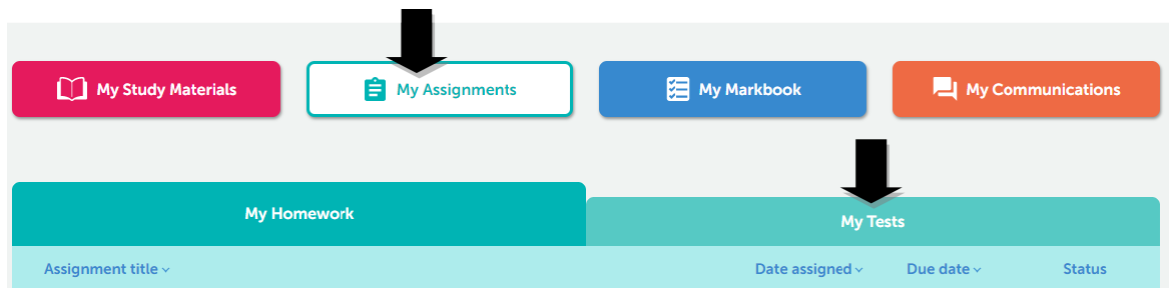 My Study Materials
My Assignments
My Markbook
My Communications
My Homework
My Tests
Assignment title
Date assigned
Due date
Status